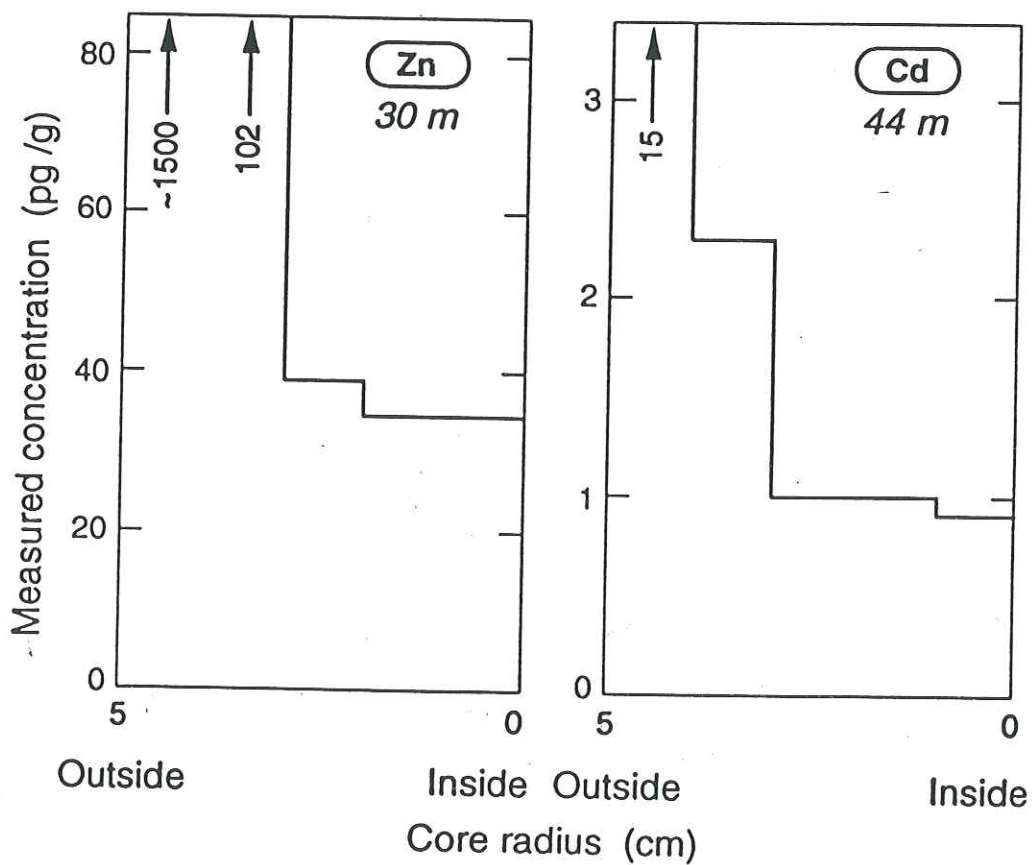 Measured concentration (pg/g)
80
60
40
20
0
~1500
102
Zn
30 m
5
0
Outside
Inside
3
2
1
0
15
Cd
44 m
5
0
Outside
Inside
Core radius (cm)